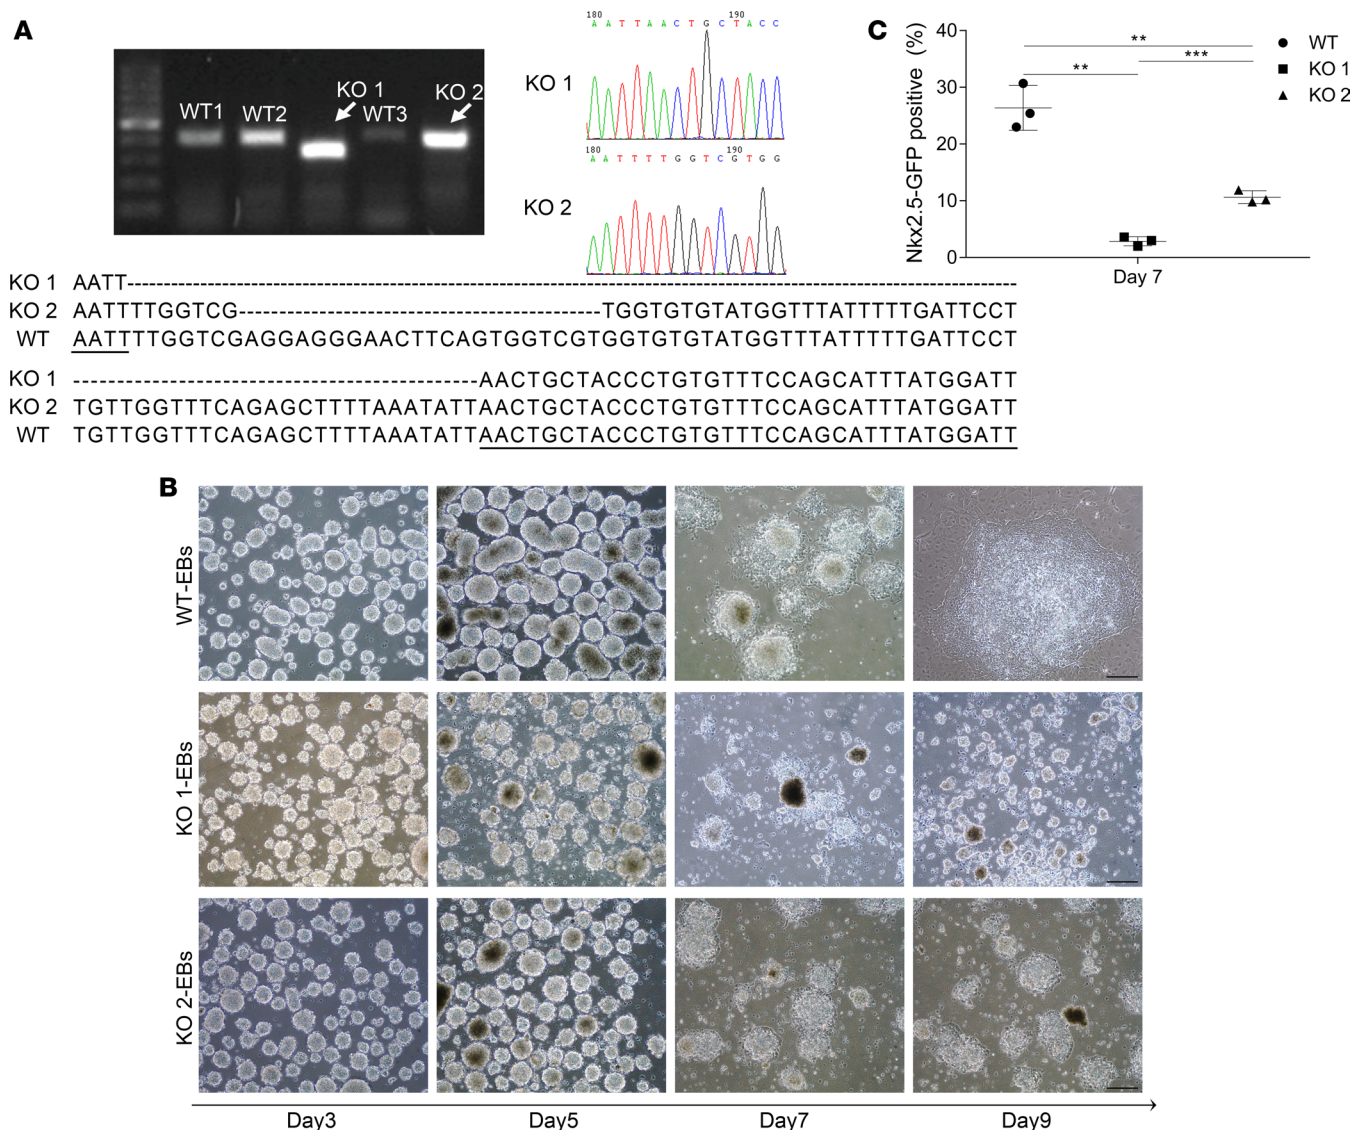 A
WT1 WT2 KO 1 WT3 KO 2
180 190
A A T T A A C T G C T A C C
KO 1
180 190
A A T T T T G G T C G T G G
KO 2
C
Nkx2.5-GFP positive (%)
40
30
20
10
0
** 
** ***
Day 7
WT
KO 1
KO 2
KO 1 AATT--------------------------------------------------------------
KO 2 AATTTTGGTCG--------------------------TGGTGTGTATGGTTTATTTTTGATTCCT
WT AATTTTGGTCGAGGAGGGAACTTCAGTGGTCGTGGTGTGTATGGTTTATTTTTGATTCCT
KO 1 -----------------------------AACTGCTACCCTGTGTTTCCAGCATTTATGGATT
KO 2 TGTTGGTTTCAGAGCTTTTAAATATTAACTGCTACCCTGTGTTTCCAGCATTTATGGATT
WT TGTTGGTTTCAGAGCTTTTAAATATTAACTGCTACCCTGTGTTTCCAGCATTTATGGATT
B
WT-EBs
KO 1-EBs
KO 2-EBs
Day3 Day5 Day7 Day9